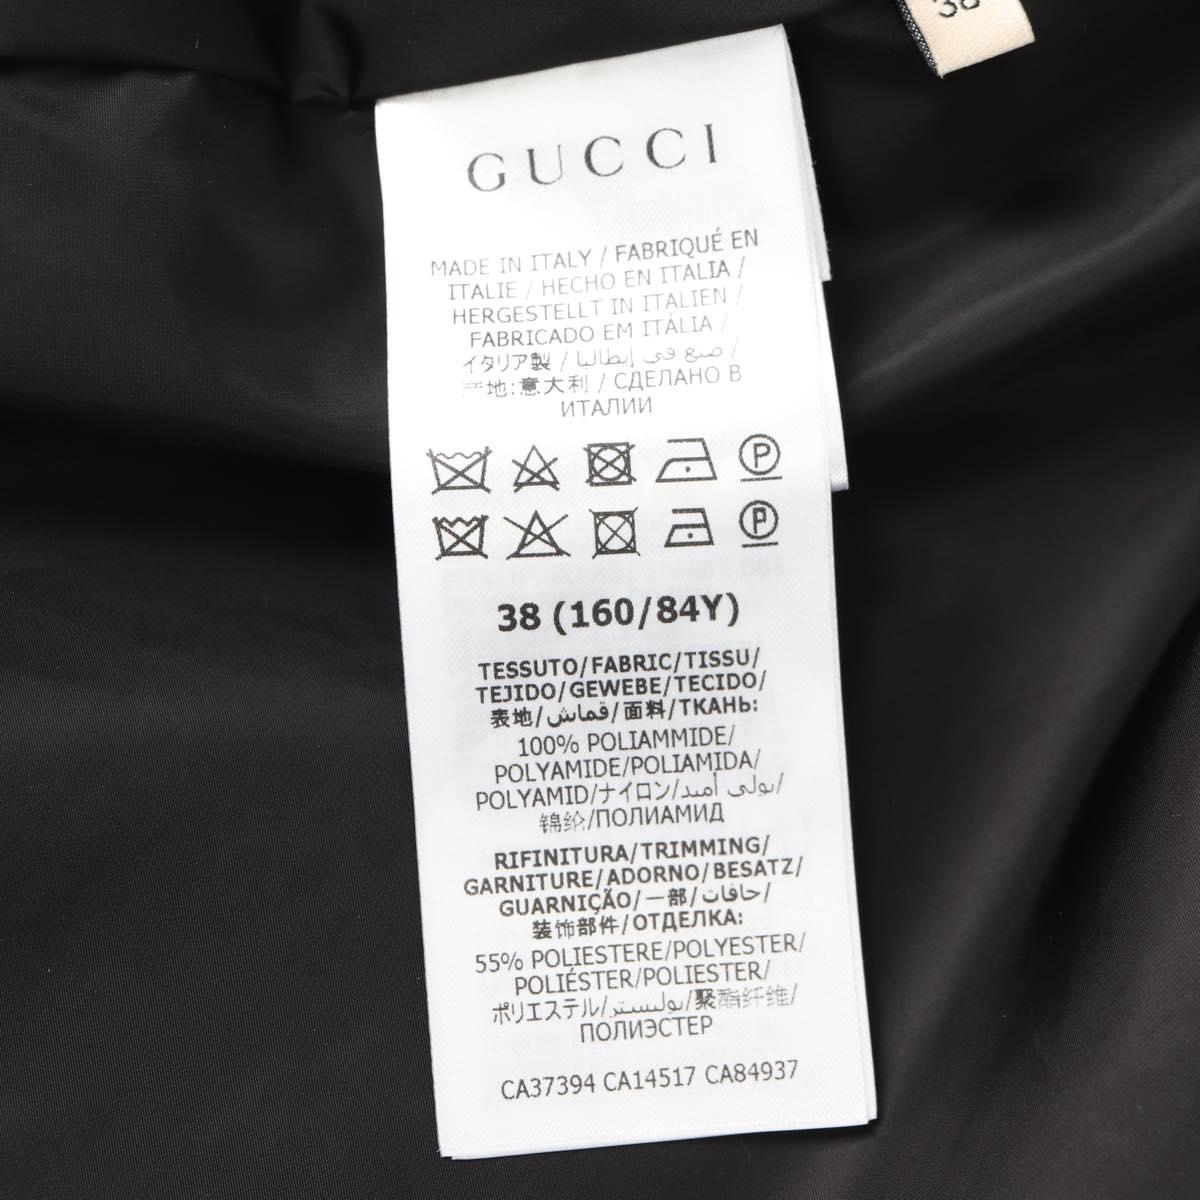 38
GUCCI
MADE IN ITALY / FABRIQUÉ EN
ITALIE / HECHO EN ITALIA /
HERGESTELLT IN ITALIEN /
FABRICADO EM ITÁLIA /
イタリア製 / صنع في إيطاليا /
产地:意大利 / СДЕЛАНО В
ИТАЛИИ
P
P
38 (160/84Y)
TESSUTO/FABRIC/TISSU/
TEJIDO/GEWEBE/TECIDO/
表地/قماش/面料/ТКАНЬ:
100% POLIAMMIDE/
POLYAMIDE/POLIAMIDA/
POLYAMID/ナイロン/بولي أميد/
锦纶/ПОЛИАМИД
RIFINITURA/TRIMMING/
GARNITURE/ADORNO/BESATZ/
GUARNIÇÃO/一部/حافات/
装饰部件/ОТДЕЛКА:
55% POLIESTERE/POLYESTER/
POLIÉSTER/POLIESTER/
ポリエステル/بوليستر/聚酯纤维/
ПОЛИЭСТЕР
CA37394 CA14517 CA84937